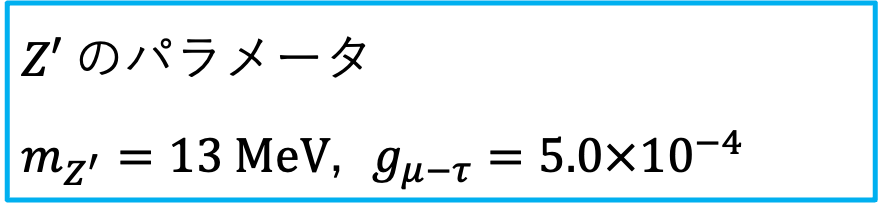 Z′ のパラメータ
m_{Z′} = 13 MeV, g_{μ−τ} = 5.0×10^{−4}